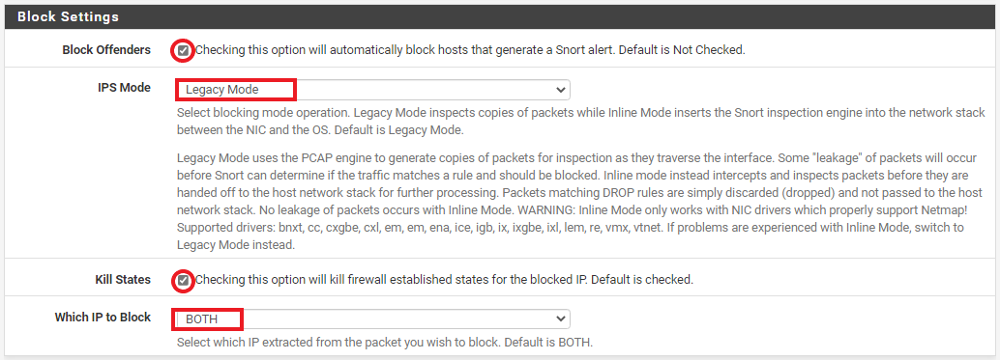 Block Settings
Block Offenders
Checking this option will automatically block hosts that generate a Snort alert. Default is Not Checked.
IPS Mode
Legacy Mode
Select blocking mode operation. Legacy Mode inspects copies of packets while Inline Mode inserts the Snort inspection engine into the network stack
between the NIC and the OS. Default is Legacy Mode.
Legacy Mode uses the PCAP engine to generate copies of packets for inspection as they traverse the interface. Some "leakage" of packets will occur
before Snort can determine if the traffic matches a rule and should be blocked. Inline mode instead intercepts and inspects packets before they are
handed off to the host network stack for further processing. Packets matching DROP rules are simply discarded (dropped) and not passed to the host
network stack. No leakage of packets occurs with Inline Mode. WARNING: Inline Mode only works with NIC drivers which properly support Netmap!
Supported drivers: bnxt, cc, cxgbe, cxl, em, em, ena, ice, igb, ix, ixgbe, ixl, lem, re, vmx, vtnet. If problems are experienced with Inline Mode, switch to
Legacy Mode instead.
Kill States
Checking this option will kill firewall established states for the blocked IP. Default is checked.
Which IP to Block
BOTH
Select which IP extracted from the packet you wish to block. Default is BOTH.